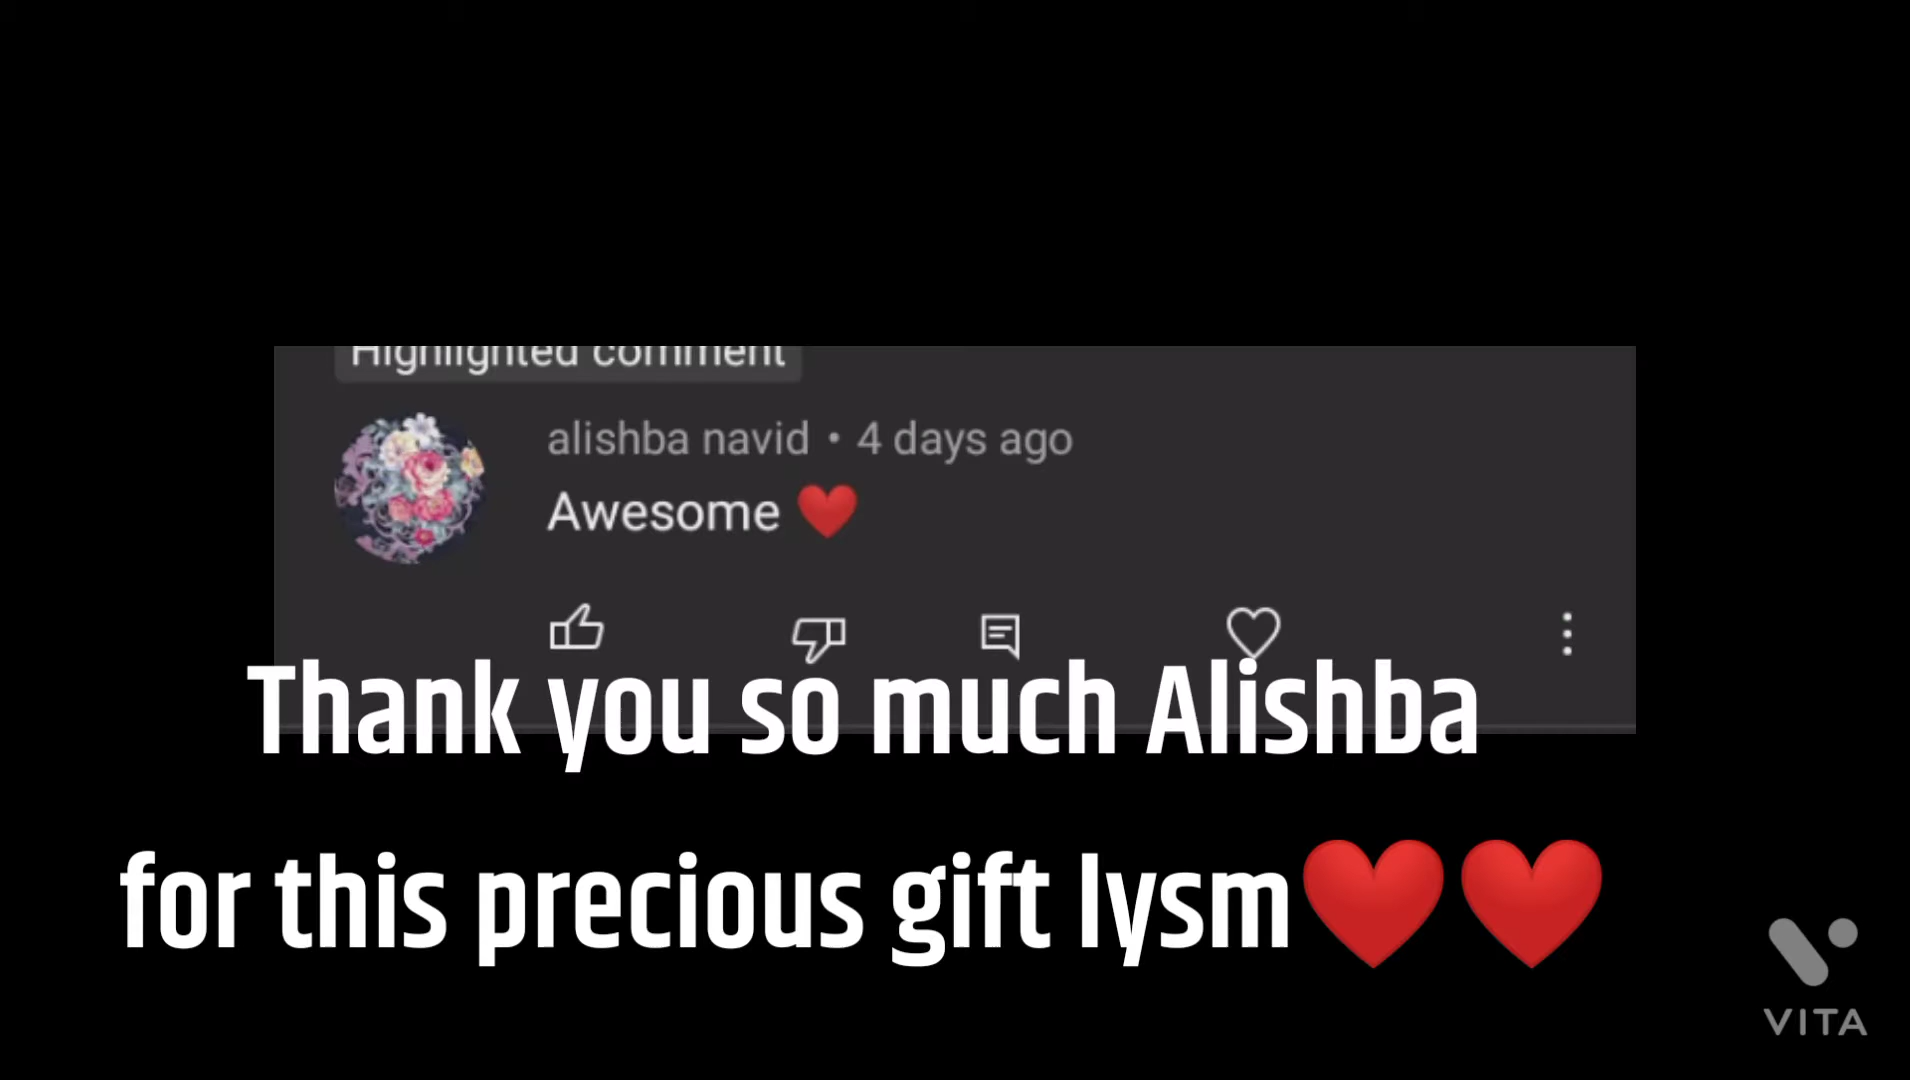 Highlighted comment
alishba navid • 4 days ago
Awesome ❤️
Thank you so much Alishba
for this precious gift lysm❤️❤️
VITA